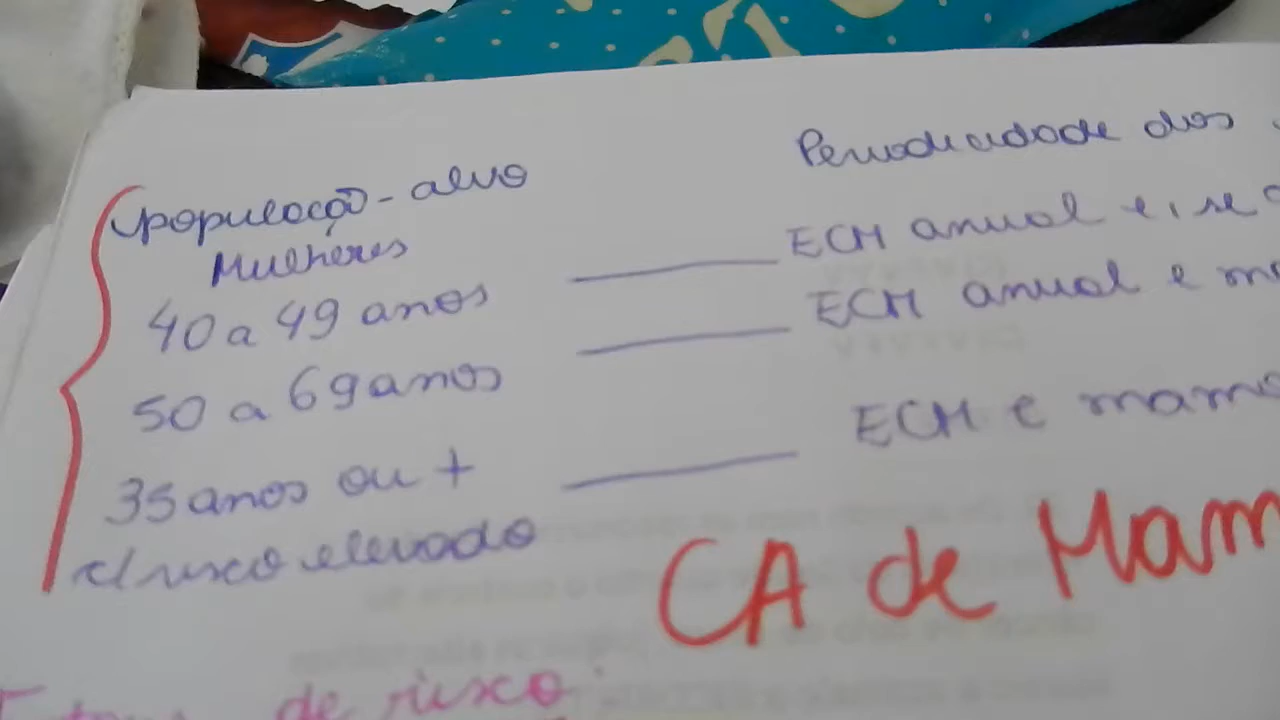 População-alvo Periodicidade dos
Mulheres
40 a 49 anos ECM anual e, se
50 a 69 anos ECM anual e
35 anos ou + ECM e
c/ risco elevado
CA de Mam
de risco